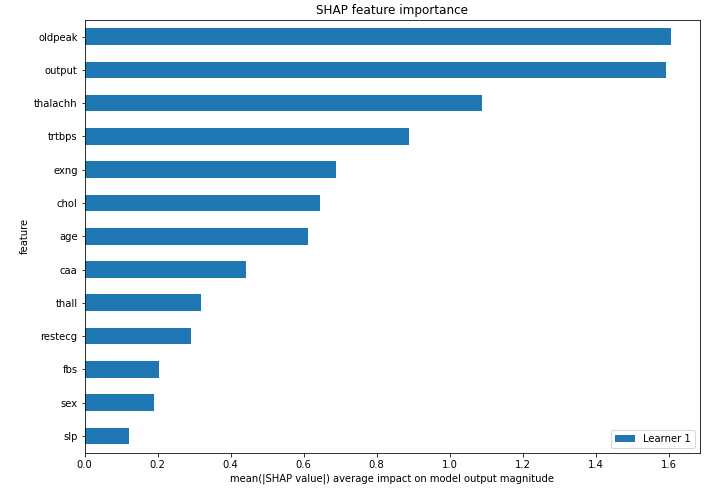 SHAP feature importance
oldpeak
output
thalachh
trtbps
exng
chol
age
caa
thall
restecg
fbs
sex
slp
feature
Learner 1
0.0 0.2 0.4 0.6 0.8 1.0 1.2 1.4 1.6
mean(|SHAP value|) average impact on model output magnitude